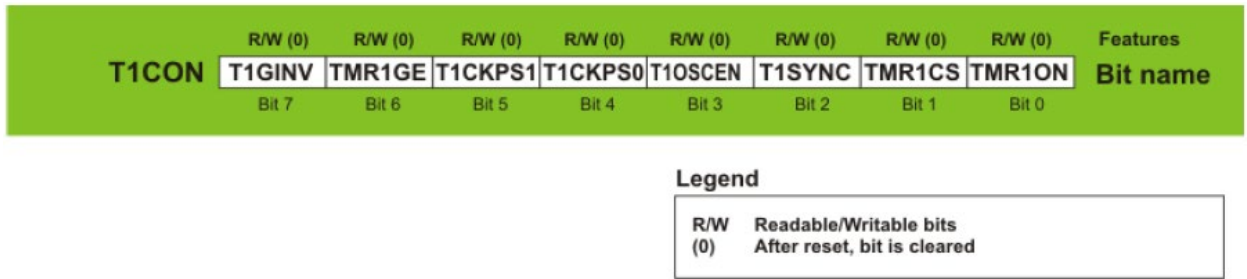 R/W (0) R/W (0) R/W (0) R/W (0) R/W (0) R/W (0) R/W (0) R/W (0) Features
T1CON T1GINV TMR1GE T1CKPS1 T1CKPS0 T1OSCEN T1SYNC TMR1CS TMR1ON Bit name
Bit 7 Bit 6 Bit 5 Bit 4 Bit 3 Bit 2 Bit 1 Bit 0
Legend
R/W Readable/Writable bits
(0) After reset, bit is cleared